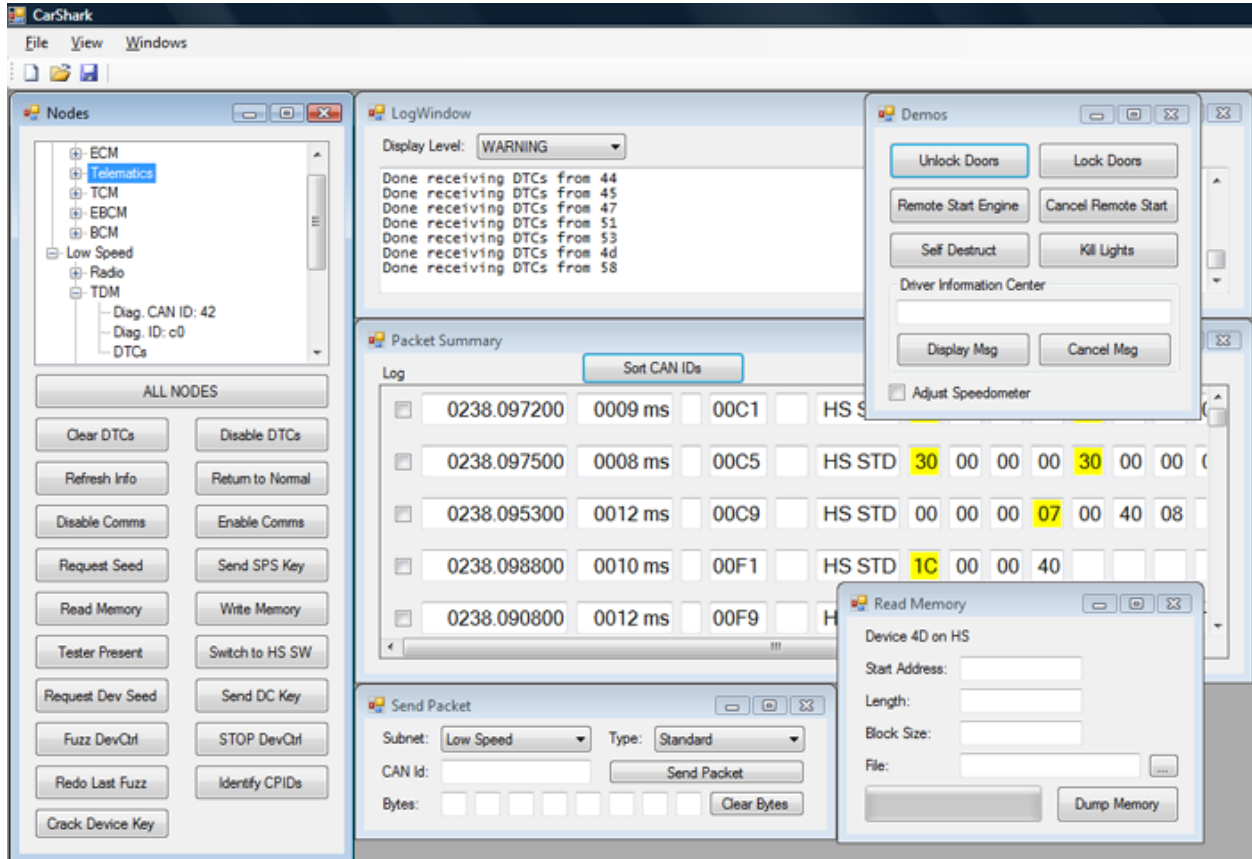 CarShark
File View Windows
Nodes
ECM
Telematics
TCM
EBCM
BCM
Low Speed
Radio
TDM
Diag. CAN ID: 42
Diag. ID: c0
DTCs
ALL NODES
Clear DTCs Disable DTCs
Refresh Info Return to Normal
Disable Comms Enable Comms
Request Seed Send SPS Key
Read Memory Write Memory
Tester Present Switch to HS SW
Request Dev Seed Send DC Key
Fuzz DevCtrl STOP DevCtrl
Redo Last Fuzz Identify CPIDs
Crack Device Key
LogWindow
Display Level: WARNING
Done receiving DTCs from 44
Done receiving DTCs from 45
Done receiving DTCs from 47
Done receiving DTCs from 51
Done receiving DTCs from 53
Done receiving DTCs from 4d
Done receiving DTCs from 58
Demos
Unlock Doors Lock Doors
Remote Start Engine Cancel Remote Start
Self Destruct Kill Lights
Driver Information Center
Display Msg Cancel Msg
Adjust Speedometer
Packet Summary
Log Sort CAN IDs
0238.097200 0009 ms 00C1 HS
0238.097500 0008 ms 00C5 HS STD 30 00 00 00 30 00 00
0238.095300 0012 ms 00C9 HS STD 00 00 00 07 00 40 08
0238.098800 0010 ms 00F1 HS STD 1C 00 00 40
0238.090800 0012 ms 00F9
Send Packet
Subnet: Low Speed Type: Standard
CAN Id: Send Packet
Bytes: Clear Bytes
Read Memory
Device 4D on HS
Start Address:
Length:
Block Size:
File: ...
Dump Memory